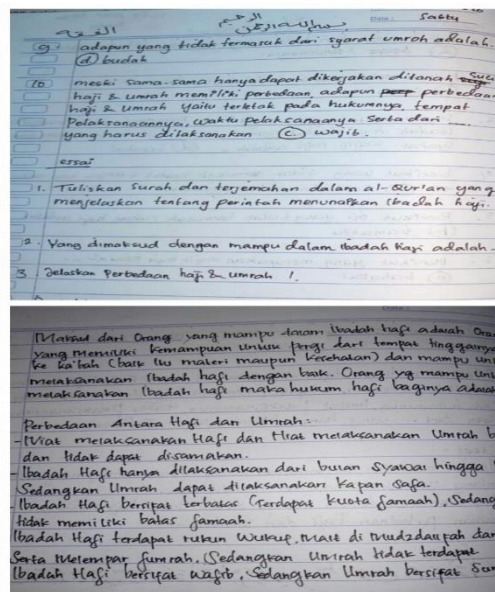 بسم الله الرحمن الرحيم
Sabtu
9. adapun yang tidak termasuk dari syarat umroh adalah
(d) budak
10 meski sama-sama hanya dapat dikerjakan ditanah suci
haji & umrah memiliki perbedaan, adapun perbedaan
haji & umrah yaitu terletak pada hukumnya, tempat
Pelaksanaannya, waktu pelaksanaanya serta dari ....
yang harus dilaksanakan (c.) wajib.
essai
1. Tuliskan surah dan terjemahan dalam al-Qur'an yang
menjelaskan tentang perintah menunaikan ibadah haji.
2. Yang dimaksud dengan mampu dalam ibadah haji adalah
3. Jelaskan Perbedaan haji & umrah !.
Maksud dari Orang yang mampu dalam ibadah haji adalah Ora
yang memiliki kemampuan untuk pergi dari tempat tinggalnya
ke ka'bah (baik itu materi maupun kesehatan) dan mampu un
melaksanakan ibadah haji dengan baik. Orang yg mampu un
melaksanakan ibadah haji maka hukum haji baginya adala
Perbedaan Antara Haji dan Umrah:
-Niat melaksanakan Haji dan Niat melaksanakan Umrah b
dan tidak dapat disamakan.
-Ibadah Haji hanya dilaksanakan dari bulan Syawal hingga
Sedangkan Umrah dapat dilaksanakan kapan saja.
-Ibadah Haji bersifat terbatas (Terdapat kuota Jamaah), Sedang
tidak memiliki batas Jamaah.
Ibadah Haji terdapat rukun Wukuf, Mait di Mudzdaufah dan
Serta Melempar Jumrah, Sedangkan Umrah tidak terdapat
Ibadah Haji bersifat Wajib, Sedangkan Umrah bersifat Sun